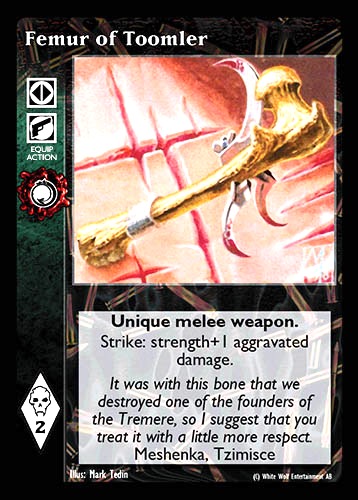 Femur of Toomler
EQUIP
ACTION
Unique melee weapon.
Strike: strength+1 aggravated
damage.
It was with this bone that we
destroyed one of the founders of
the Tremere, so I suggest that you
treat it with a little more respect.
Meshenka, Tzimisce
2
Illus: Mark Tedin
(C) White Wolf Entertainment AB